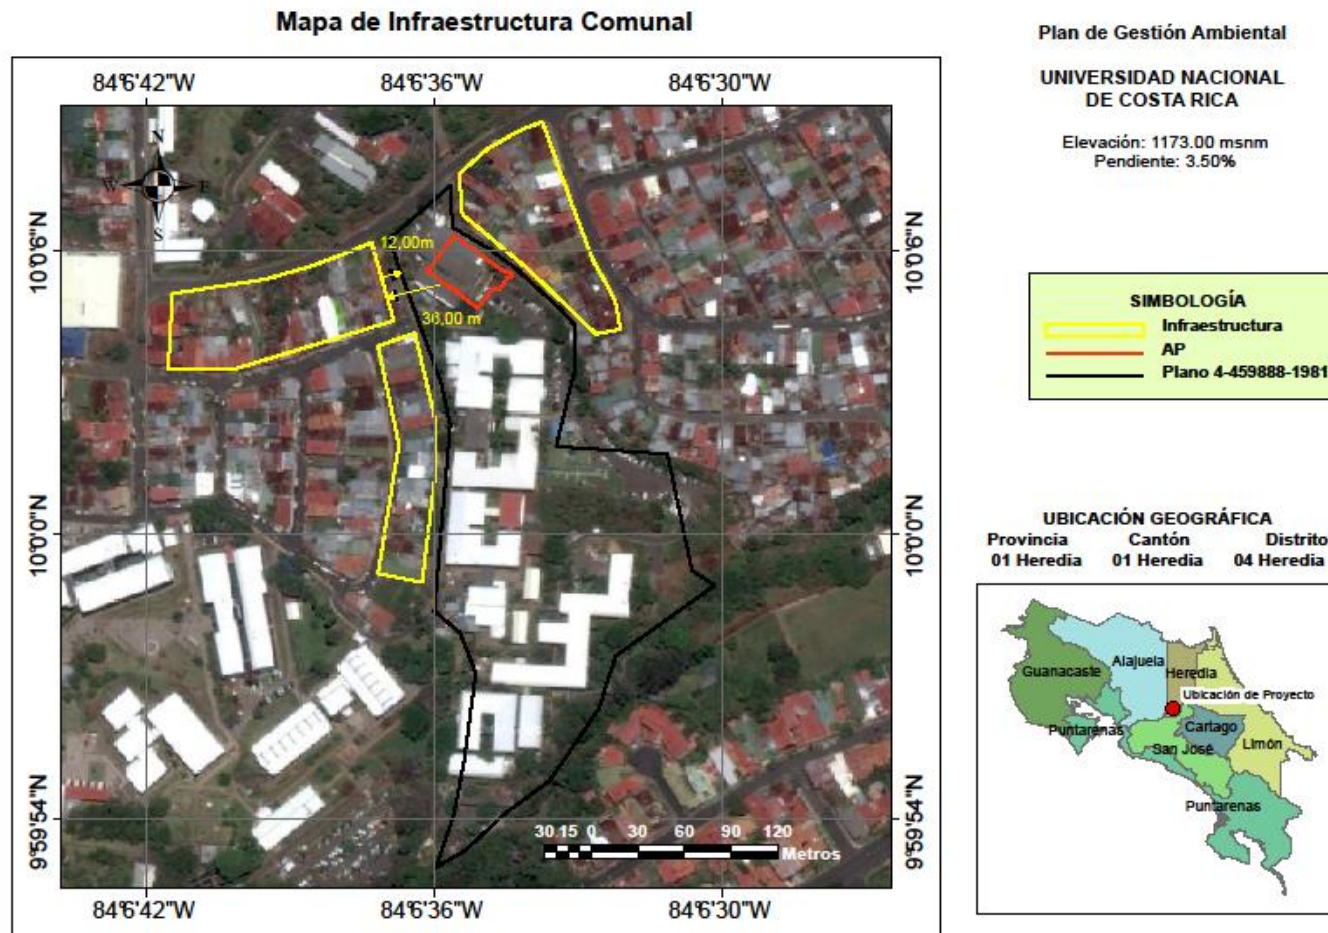 Mapa de Infraestructura Comunal
84°6'42"W
84°6'36"W
84°6'30"W
10°0'6"N
10°0'0"N
9°59'54"N
N
W
E
S
12,00m
36,00 m
10°0'6"N
10°0'0"N
9°59'54"N
30 15 0 30 60 90 120
Metros
84°6'42"W
84°6'36"W
84°6'30"W
Plan de Gestión Ambiental
UNIVERSIDAD NACIONAL
DE COSTA RICA
Elevación: 1173.00 msnm
Pendiente: 3.50%
SIMBOLOGÍA
Infraestructura
AP
Plano 4-459888-1981
UBICACIÓN GEOGRÁFICA
Provincia Cantón Distrito
01 Heredia 01 Heredia 04 Heredia
Guanacaste
Alajuela
Heredia
Ubicación de Proyecto
Puntarenas
Cartago
San José
Limón
Puntarenas